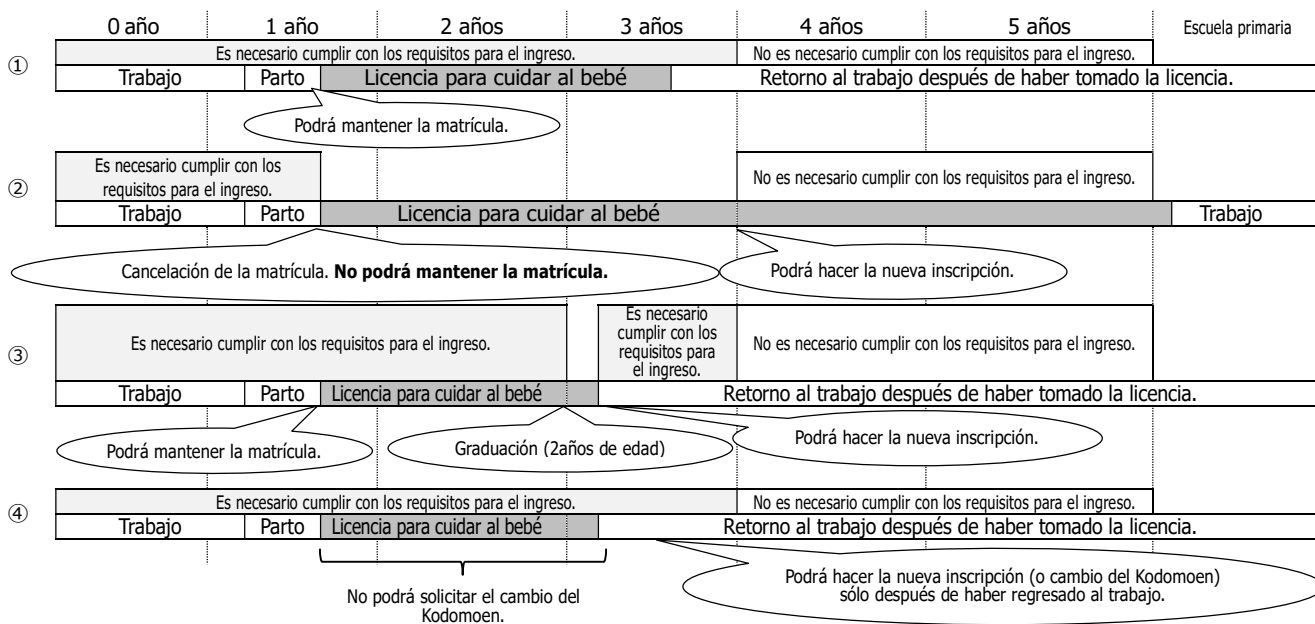 0 año 1 año 2 años 3 años 4 años 5 años Escuela primaria
①
Es necesario cumplir con los requisitos para el ingreso. No es necesario cumplir con los requisitos para el ingreso.
Trabajo Parto Licencia para cuidar al bebé Retorno al trabajo después de haber tomado la licencia.
Podrá mantener la matrícula.
②
Es necesario cumplir con los
requisitos para el ingreso.
No es necesario cumplir con los requisitos para el ingreso.
Trabajo Parto Licencia para cuidar al bebé Trabajo
Cancelación de la matrícula. No podrá mantener la matrícula.
Podrá hacer la nueva inscripción.
③
Es necesario cumplir con los requisitos para el ingreso.
Es necesario
cumplir con los
requisitos para
el ingreso.
No es necesario cumplir con los requisitos para el ingreso.
Trabajo Parto Licencia para cuidar al bebé Retorno al trabajo después de haber tomado la licencia.
Podrá mantener la matrícula.
Graduación (2años de edad)
Podrá hacer la nueva inscripción.
④
Es necesario cumplir con los requisitos para el ingreso. No es necesario cumplir con los requisitos para el ingreso.
Trabajo Parto Licencia para cuidar al bebé Retorno al trabajo después de haber tomado la licencia.
No podrá solicitar el cambio del
Kodomoen.
Podrá hacer la nueva inscripción (o cambio del Kodomoen)
sólo después de haber regresado al trabajo.